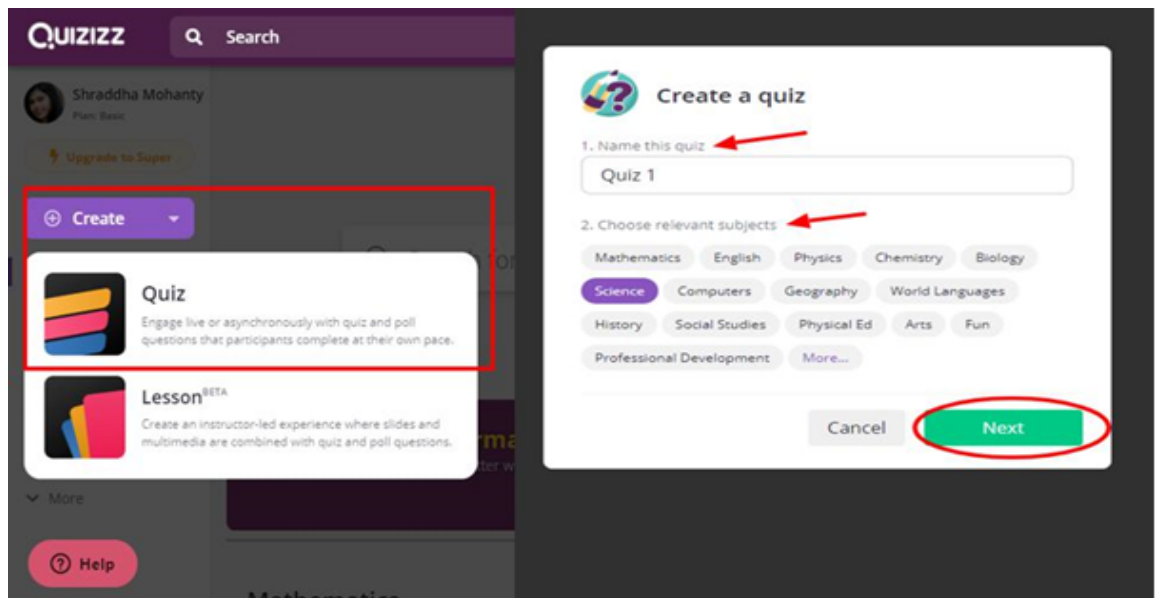 QUIZIZZ
Search
Shraddha Mohanty
Plan: Basic
Upgrade to Super
Create
Quiz
Engage live or asynchronously with quiz and poll
questions that participants complete at their own pace.
Lesson BETA
Create an instructor-led experience where slides and
multimedia are combined with quiz and poll questions.
More
Help
Mathematics
Create a quiz
1. Name this quiz
Quiz 1
2. Choose relevant subjects
Mathematics English Physics Chemistry Biology
Science Computers Geography World Languages
History Social Studies Physical Ed Arts Fun
Professional Development More...
Cancel Next